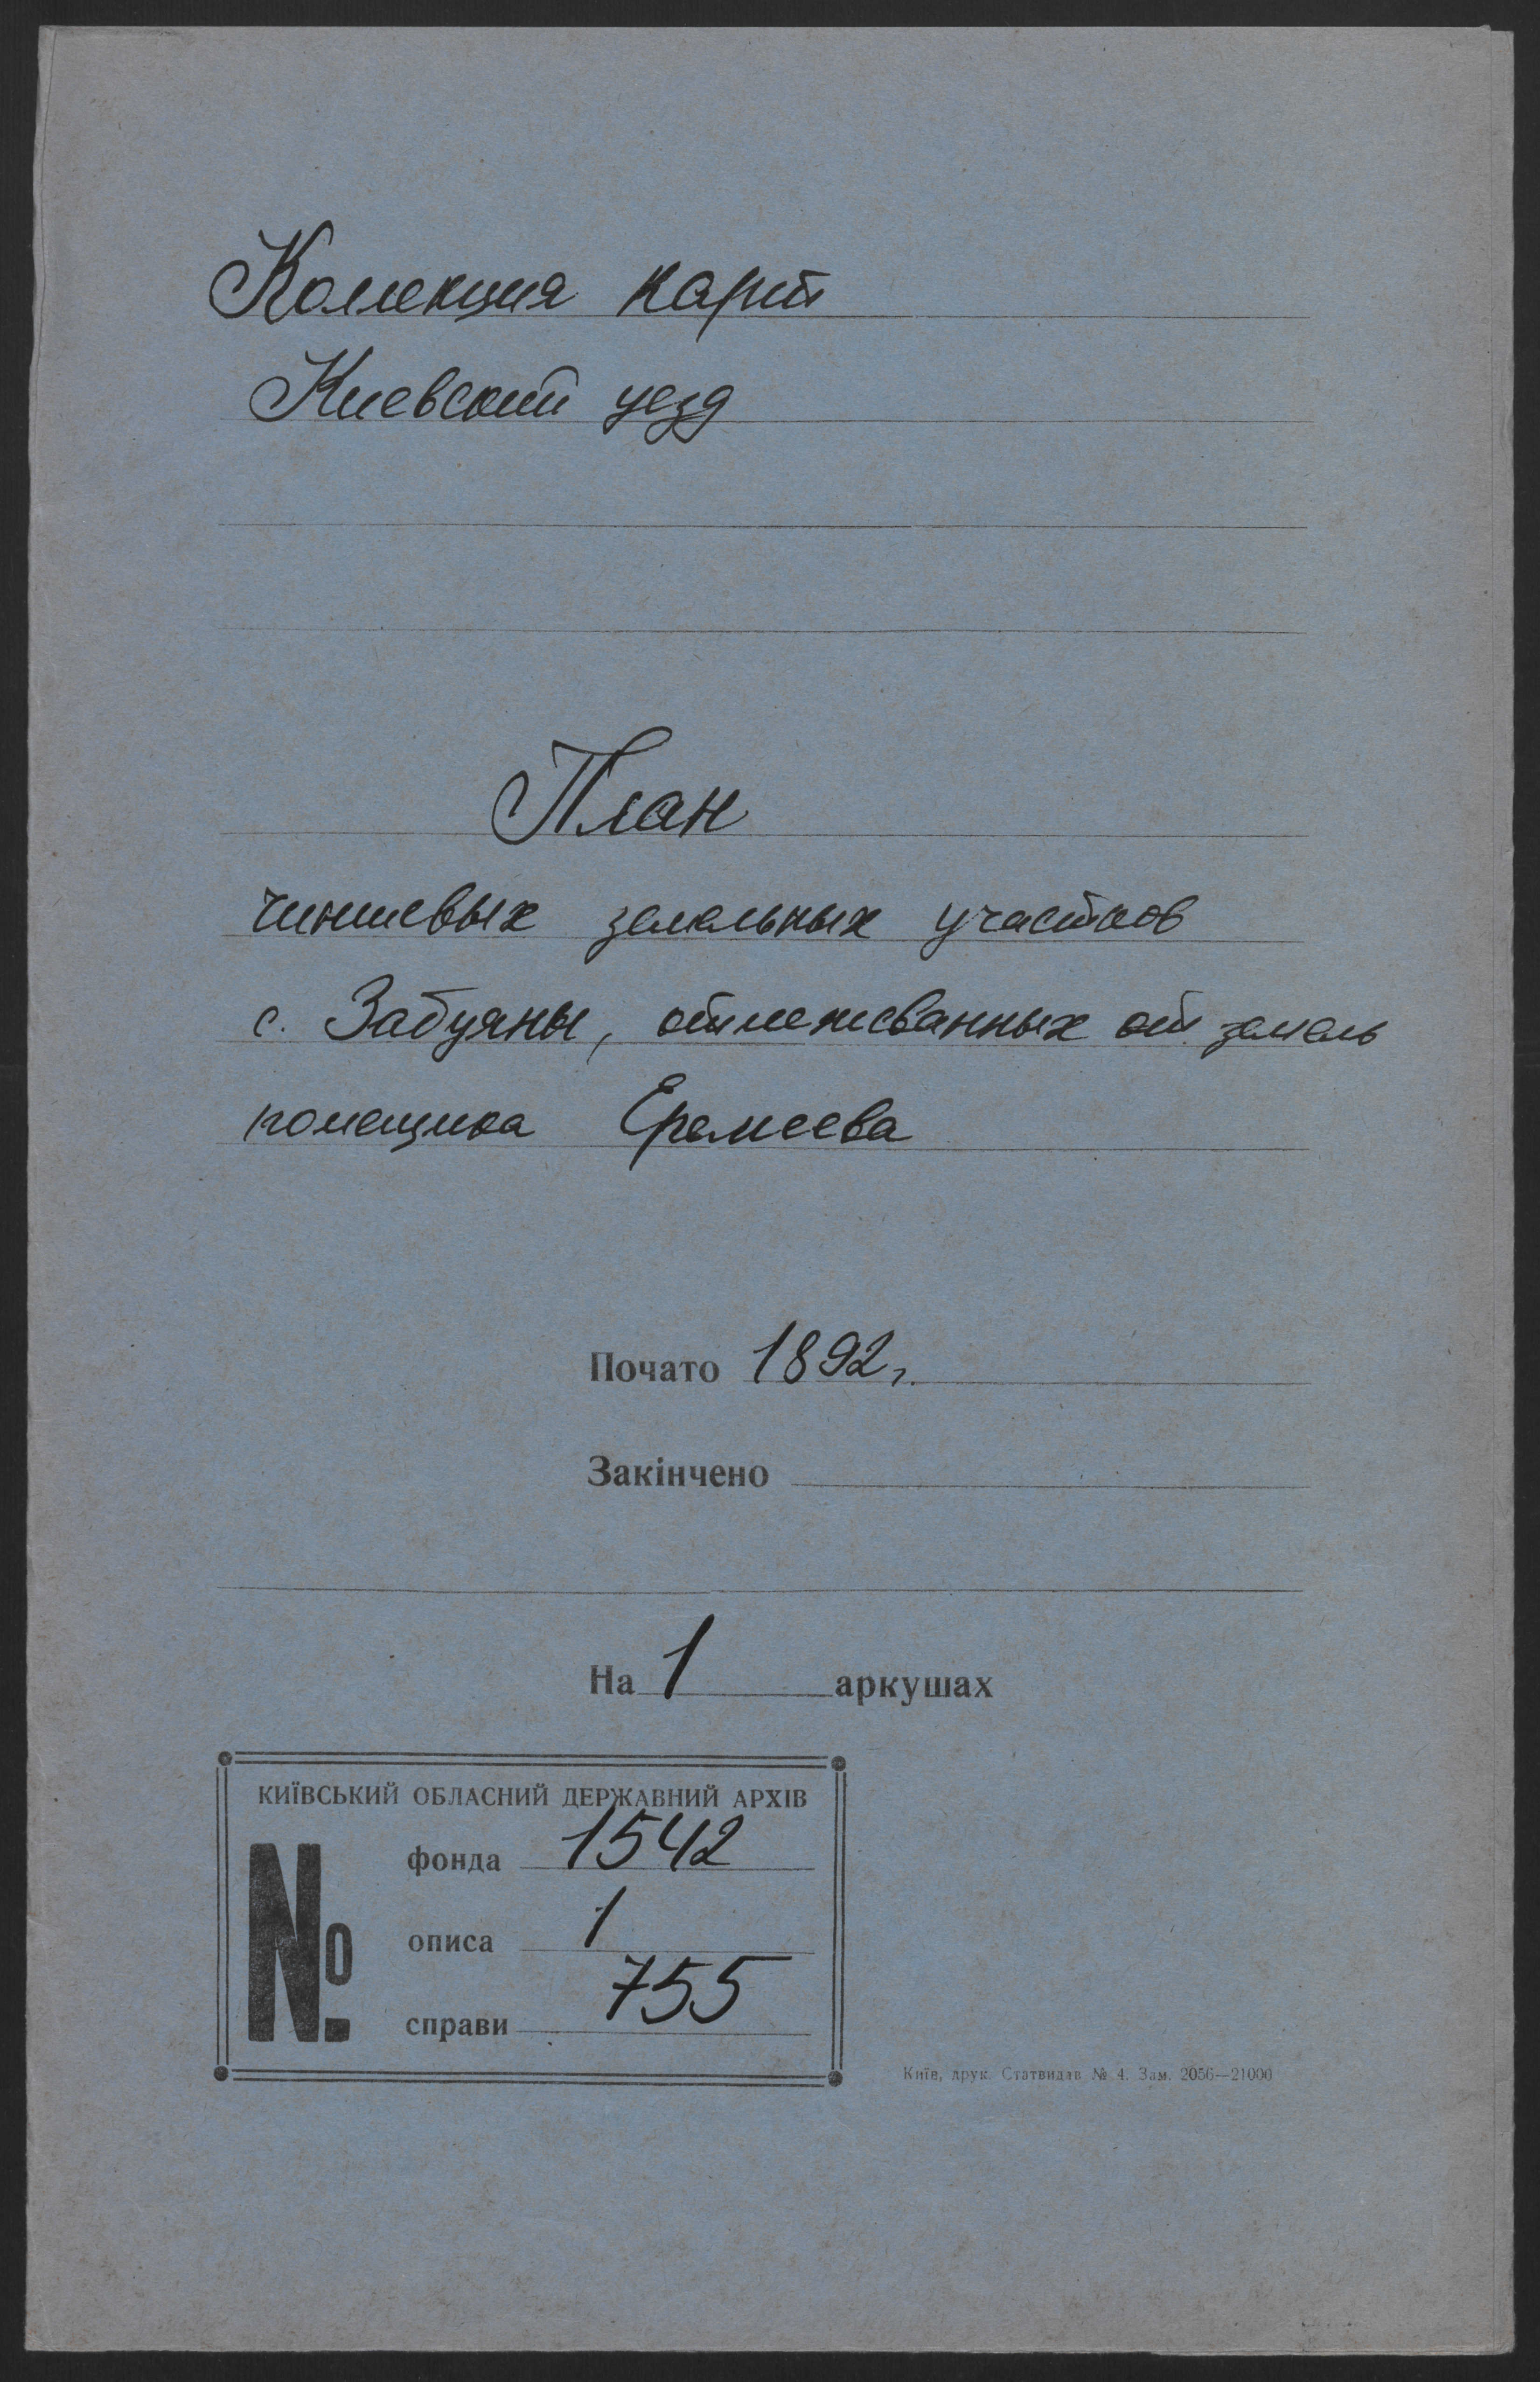 Коллекция карт
Киевский уезд
План
чиншевых земельных участков
с. Забуяны, отмежеванных от земель
помещика Еремеева
Почато 1892 г.
Закінчено
На 1 аркушах
КИЇВСЬКИЙ ОБЛАСНИЙ ДЕРЖАВНИЙ АРХІВ
№
фонда 1542
описа 1
справи 755
Київ, друк. Статвидав № 4. Зам. 2056—21000